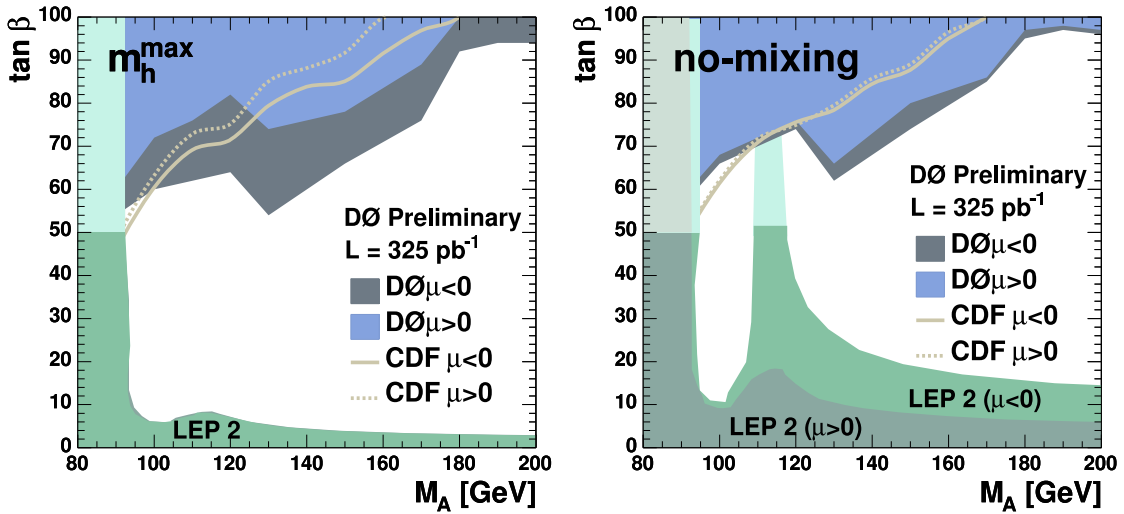 tan β
100
90
80
70
60
50
40
30
20
10
0
m_h^max
DØ Preliminary
L = 325 pb⁻¹
DØμ<0
DØμ>0
CDF μ<0
CDF μ>0
LEP 2
80 100 120 140 160 180 200
M_A [GeV]
tan β
100
90
80
70
60
50
40
30
20
10
0
no-mixing
DØ Preliminary
L = 325 pb⁻¹
DØμ<0
DØμ>0
CDF μ<0
CDF μ>0
LEP 2 (μ<0)
LEP 2 (μ>0)
80 100 120 140 160 180 200
M_A [GeV]